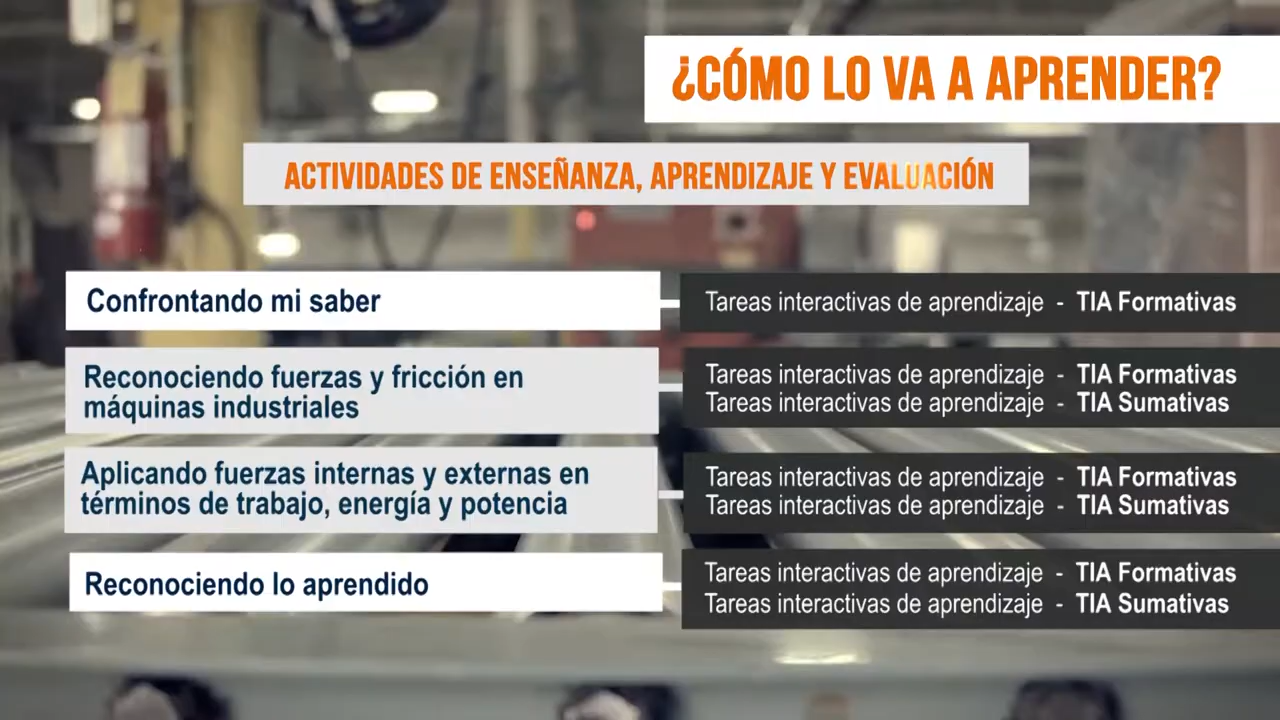 ¿CÓMO LO VA A APRENDER?
ACTIVIDADES DE ENSEÑANZA, APRENDIZAJE Y EVALUACIÓN
Confrontando mi saber
Tareas interactivas de aprendizaje - TIA Formativas
Reconociendo fuerzas y fricción en
máquinas industriales
Tareas interactivas de aprendizaje - TIA Formativas
Tareas interactivas de aprendizaje - TIA Sumativas
Aplicando fuerzas internas y externas en
términos de trabajo, energía y potencia
Tareas interactivas de aprendizaje - TIA Formativas
Tareas interactivas de aprendizaje - TIA Sumativas
Reconociendo lo aprendido
Tareas interactivas de aprendizaje - TIA Formativas
Tareas interactivas de aprendizaje - TIA Sumativas